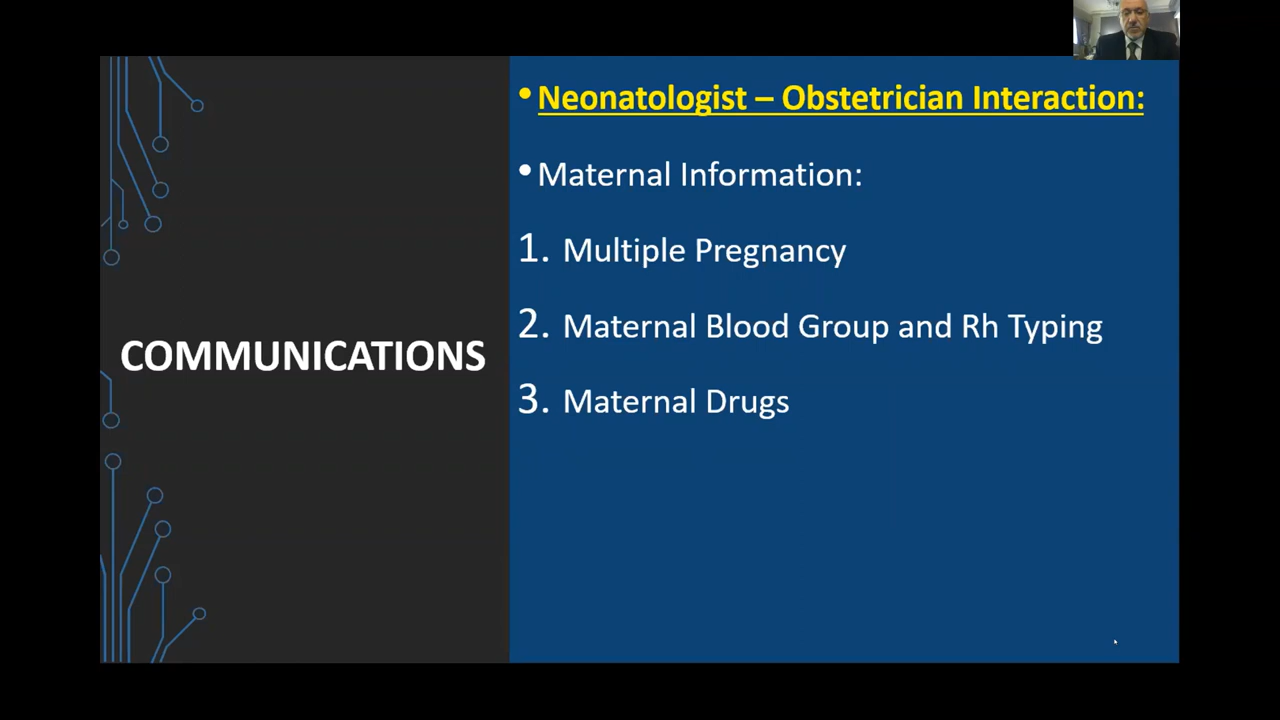 COMMUNICATIONS
• Neonatologist – Obstetrician Interaction:
• Maternal Information:
1. Multiple Pregnancy
2. Maternal Blood Group and Rh Typing
3. Maternal Drugs